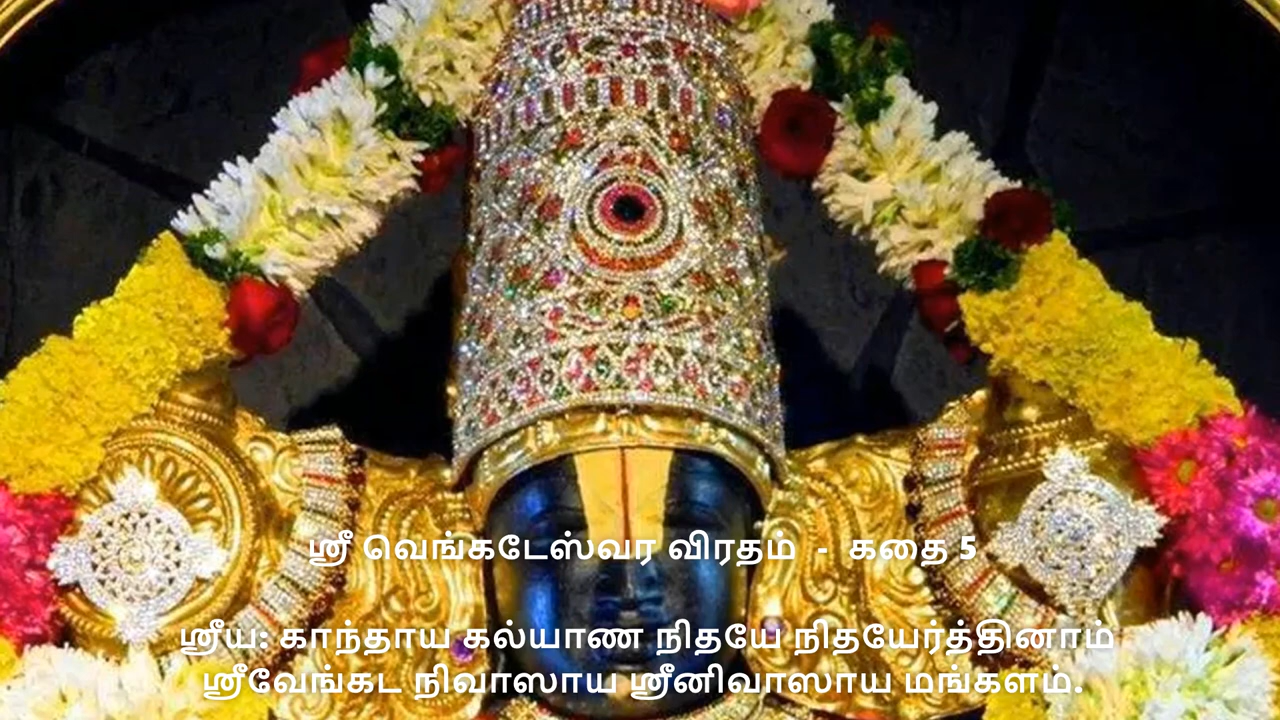 ஸ்ரீ வெங்கடேஸ்வர விரதம் - கதை 5
ஸ்ரீய: காந்தாய கல்யாண நிதயே நிதயேர்த்தினாம்
ஸ்ரீவேங்கட நிவாஸாய ஸ்ரீனிவாஸாய மங்களம்.